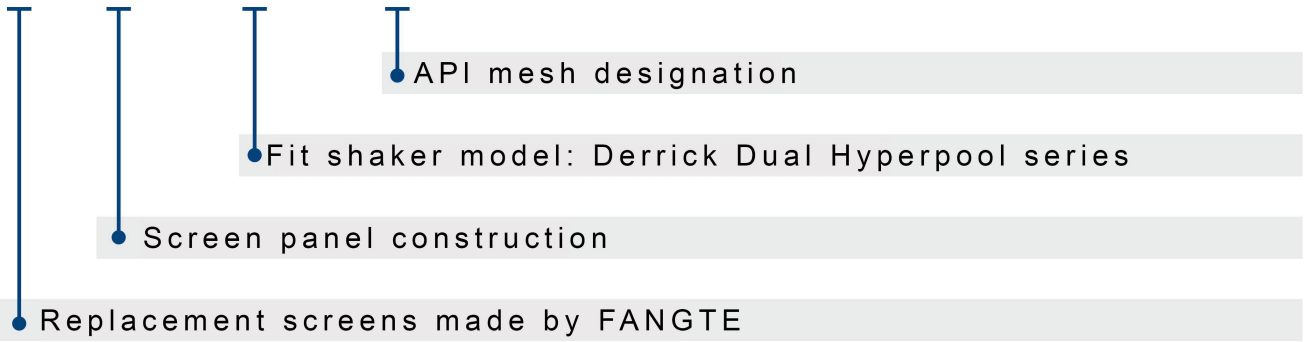 API mesh designation
Fit shaker model: Derrick Dual Hyperpool series
Screen panel construction
Replacement screens made by FANGTE